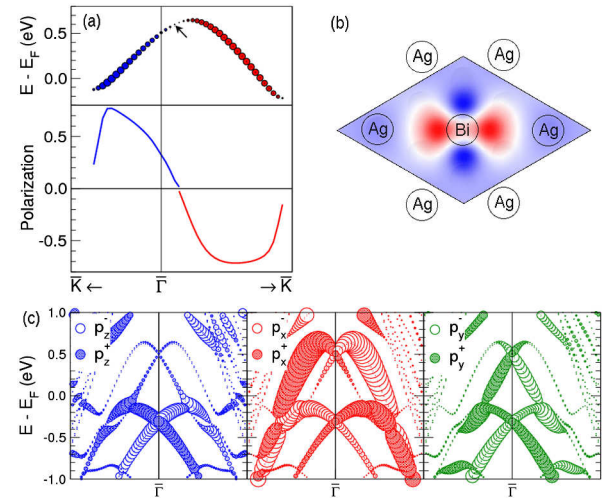 (a)
E - E_F (eV)
0.5
0.0
Polarization
0.5
0.0
-0.5
K̅ ←
Γ̅
→ K̅
(b)
Ag
Ag
Ag
Bi
Ag
Ag
Ag
(c)
E - E_F (eV)
1.0
0.5
0.0
-0.5
-1.0
p_z^-
p_z^+
p_x^-
p_x^+
p_y^-
p_y^+
Γ̅
Γ̅
Γ̅